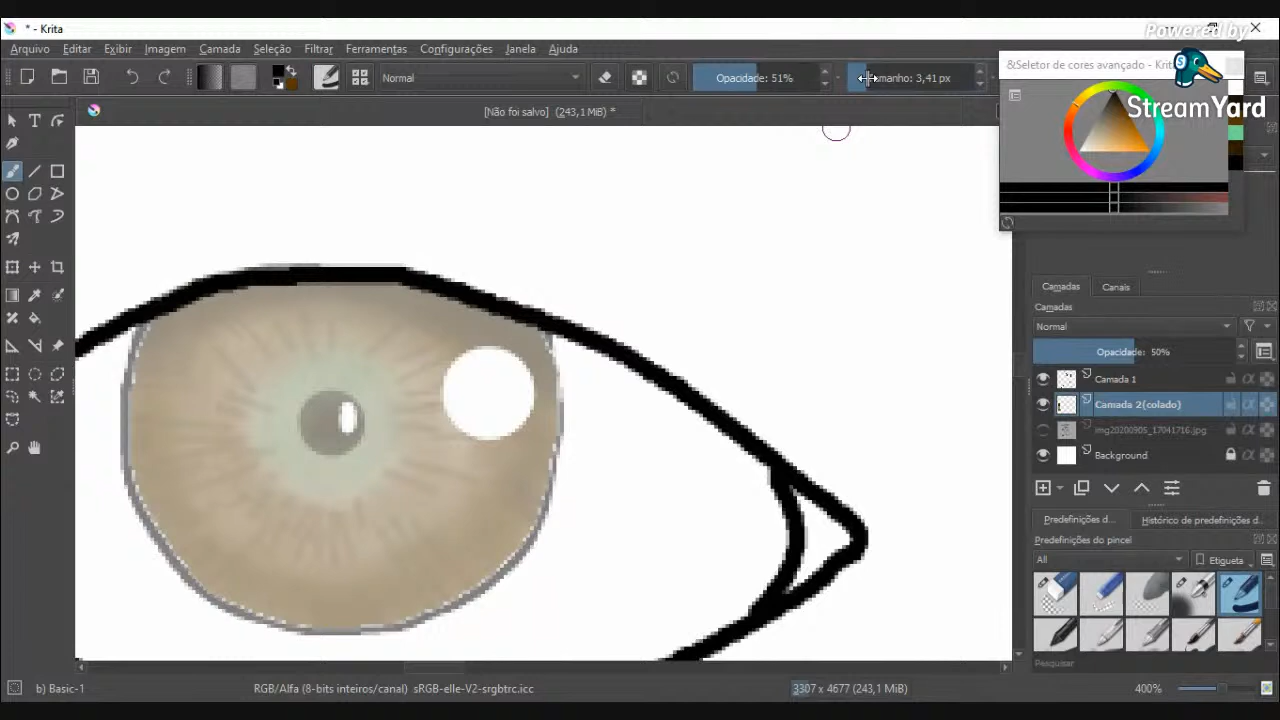 * - Krita
Powered by
StreamYard
Arquivo Editar Exibir Imagem Camada Seleção Filtrar Ferramentas Configurações Janela Ajuda
Normal
Opacidade: 51%
manho: 3,41 px
&Seletor de cores avançado - Krita
[Não foi salvo] (243,1 MiB) *
Camadas Canais
Camadas
Normal
Opacidade: 50%
Camada 1
Camada 2(colado)
img20200905_17041716.jpg
Background
Predefinições d... Histórico de predefinições d
Predefinições do pincel
All
Etiqueta
Pesquisar
b) Basic-1
RGB/Alfa (8-bits inteiros/canal) sRGB-elle-V2-srgbtrc.icc
3307 x 4677 (243,1 MiB)
400%